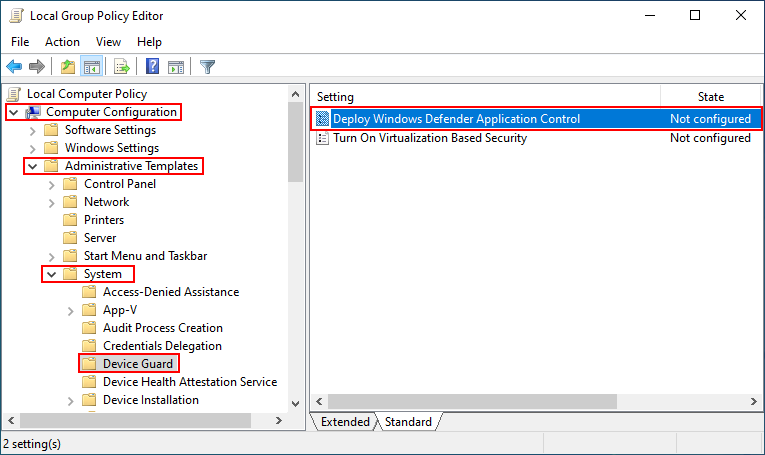 Local Group Policy Editor
File Action View Help
Local Computer Policy
Computer Configuration
Software Settings
Windows Settings
Administrative Templates
Control Panel
Network
Printers
Server
Start Menu and Taskbar
System
Access-Denied Assistance
App-V
Audit Process Creation
Credentials Delegation
Device Guard
Device Health Attestation Service
Device Installation
Setting State
Deploy Windows Defender Application Control Not configured
Turn On Virtualization Based Security Not configured
Extended Standard
2 setting(s)